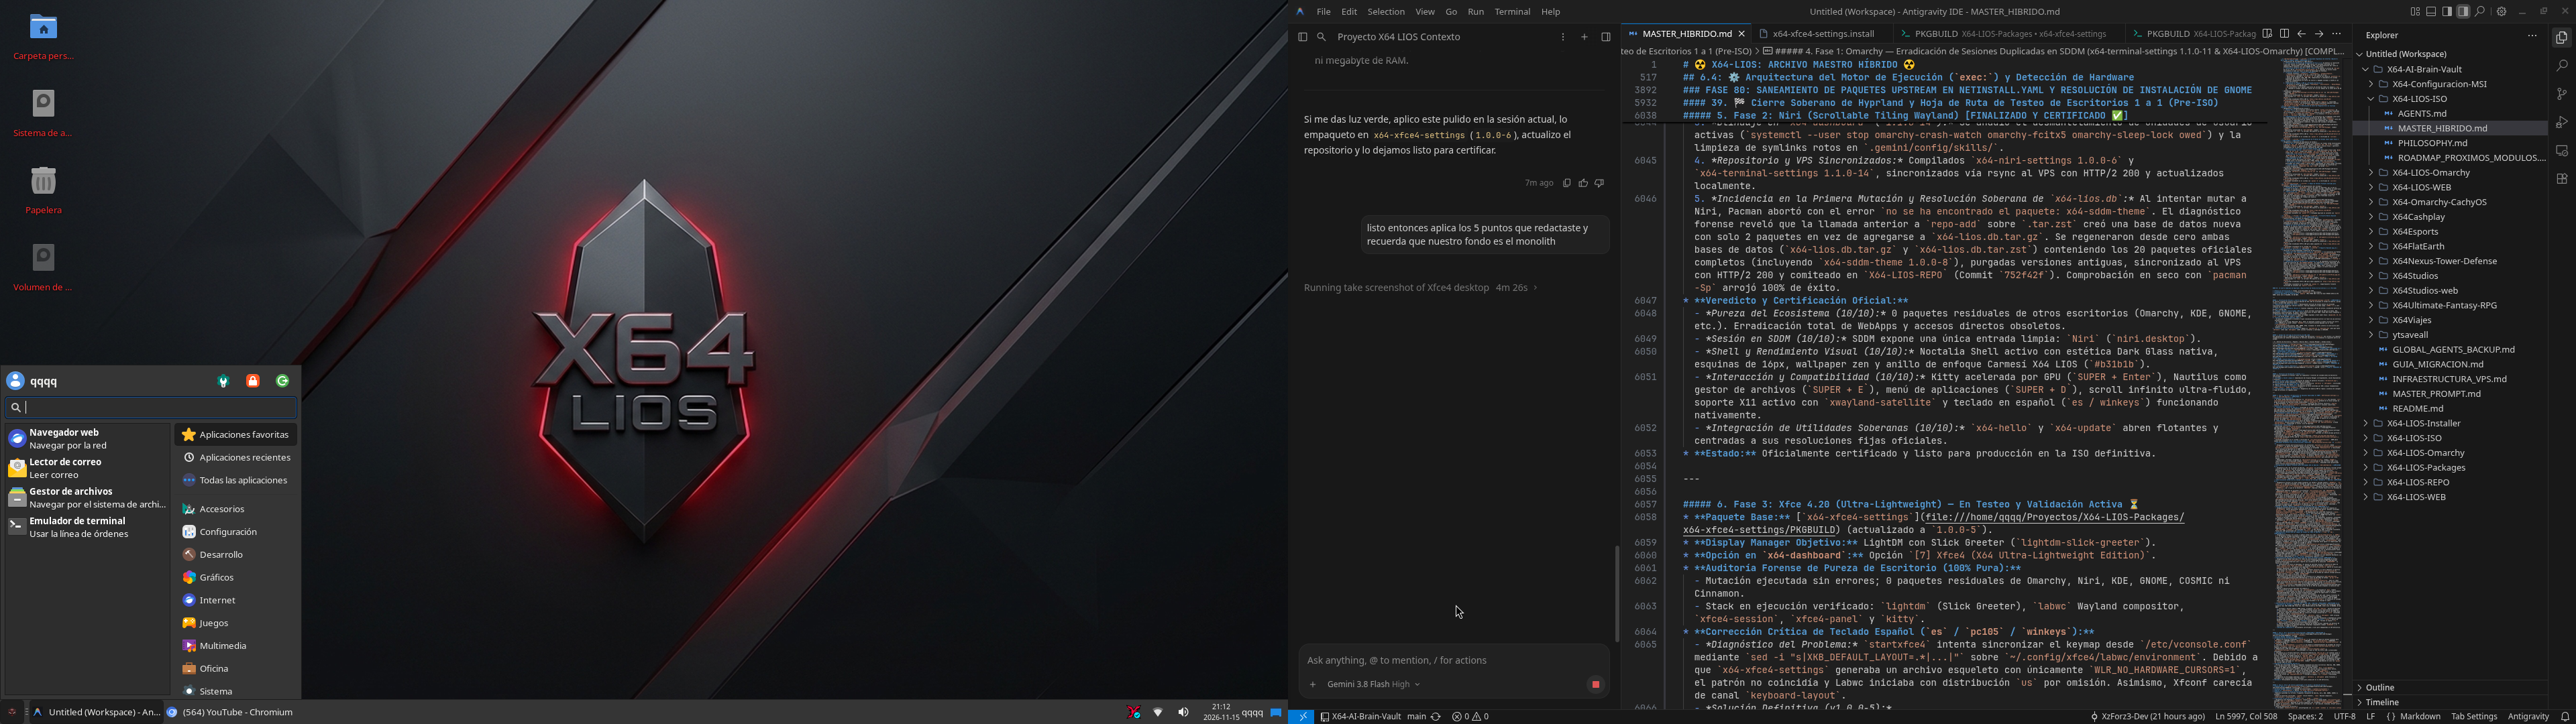 Carpeta pers...
Sistema de a...
Papelera
Volumen de ...
X64
LIOS
qqqq
Navegador web
Navegar por la red
Lector de correo
Leer correo
Gestor de archivos
Navegar por el sistema de archi...
Emulador de terminal
Usar la línea de órdenes
Aplicaciones favoritas
Aplicaciones recientes
Todas las aplicaciones
Accesorios
Configuración
Desarrollo
Gráficos
Internet
Juegos
Multimedia
Oficina
Sistema
Untitled (Workspace) - An...
(564) YouTube - Chromium
21:12
2026-11-15
qqqq
File Edit Selection View Go Run Terminal Help
Untitled (Workspace) - Antigravity IDE - MASTER_HIBRIDO.md
Proyecto X64 LIOS Contexto
ni megabyte de RAM.
Si me das luz verde, aplico este pulido en la sesión actual, lo
empaqueto en x64-xfce4-settings ( 1.0.0-6 ), actualizo el
repositorio y lo dejamos listo para certificar.
7m ago
listo entonces aplica los 5 puntos que redactaste y
recuerda que nuestro fondo es el monolith
Running take screenshot of Xfce4 desktop 4m 26s >
Ask anything, @ to mention, / for actions
Gemini 3.8 Flash High
MASTER_HIBRIDO.md
x64-xfce4-settings.install
PKGBUILD X64-LIOS-Packages • x64-xfce4-settings
PKGBUILD X64-LIOS-Packag
teo de Escritorios 1 a 1 (Pre-ISO) > ##### 4. Fase 1: Omarchy — Erradicación de Sesiones Duplicadas en SDDM (x64-terminal-settings 1.1.0-11 & X64-LIOS-Omarchy) [COMPL...
1 # ☢️ X64-LIOS: ARCHIVO MAESTRO HÍBRIDO ☢️
517 ## 6.4: ⚙️ Arquitectura del Motor de Ejecución (`exec:`) y Detección de Hardware
3892 ### FASE 80: SANEAMIENTO DE PAQUETES UPSTREAM EN NETINSTALL.YAML Y RESOLUCIÓN DE INSTALACIÓN DE GNOME
5932 #### 39. 🏁 Cierre Soberano de Hyprland y Hoja de Ruta de Testeo de Escritorios 1 a 1 (Pre-ISO)
6038 ##### 5. Fase 2: Niri (Scrollable Tiling Wayland) [FINALIZADO Y CERTIFICADO ✅]
activas (`systemctl --user stop omarchy-crash-watch omarchy-fcitx5 omarchy-sleep-lock owed`) y la
limpieza de symlinks rotos en `.gemini/config/skills/`.
6045 4. *Repositorio y VPS Sincronizados:* Compilados `x64-niri-settings 1.0.0-6` y
`x64-terminal-settings 1.1.0-14`, sincronizados vía rsync al VPS con HTTP/2 200 y actualizados
localmente.
6046 5. *Incidencia en la Primera Mutación y Resolución Soberana de `x64-lios.db`:* Al intentar mutar a
Niri, Pacman abortó con el error `no se ha encontrado el paquete: x64-sddm-theme`. El diagnóstico
forense reveló que la llamada anterior a `repo-add` sobre `.tar.zst` creó una base de datos nueva
con solo 2 paquetes en vez de agregarse a `x64-lios.db.tar.gz`. Se regeneraron desde cero ambas
bases de datos (`x64-lios.db.tar.gz` y `x64-lios.db.tar.zst`) conteniendo los 20 paquetes oficiales
completos (incluyendo `x64-sddm-theme 1.0.0-8`), purgadas versiones antiguas, sincronizado al VPS
con HTTP/2 200 y comiteado en `X64-LIOS-REPO` (Commit `752f42f`). Comprobación en seco con `pacman
-Sp` arrojó 100% de éxito.
6047 * **Veredicto y Certificación Oficial:**
6048 - *Pureza del Ecosistema (10/10):* 0 paquetes residuales de otros escritorios (Omarchy, KDE, GNOME,
etc.). Erradicación total de WebApps y accesos directos obsoletos.
6049 - *Sesión en SDDM (10/10):* SDDM expone una única entrada limpia: `Niri` (`niri.desktop`).
6050 - *Shell y Rendimiento Visual (10/10):* Noctalia Shell activo con estética Dark Glass nativa,
esquinas de 16px, wallpaper zen y anillo de enfoque Carmesí X64 LIOS (`#b31b1b`).
6051 - *Interacción y Compatibilidad (10/10):* Kitty acelerada por GPU (`SUPER + Enter`), Nautilus como
gestor de archivos (`SUPER + E`), menú de aplicaciones (`SUPER + D`), scroll infinito ultra-fluido,
soporte X11 activo con `xwayland-satellite` y teclado en español (`es / winkeys`) funcionando
nativamente.
6052 - *Integración de Utilidades Soberanas (10/10):* `x64-hello` y `x64-update` abren flotantes y
centradas a sus resoluciones fijas oficiales.
6053 * **Estado:** Oficialmente certificado y listo para producción en la ISO definitiva.
6054
6055 ---
6056
6057 ##### 6. Fase 3: Xfce 4.20 (Ultra-Lightweight) — En Testeo y Validación Activa ⏳
6058 * **Paquete Base:** [`x64-xfce4-settings`](file:///home/qqqq/Proyectos/X64-LIOS-Packages/
x64-xfce4-settings/PKGBUILD) (actualizado a `1.0.0-5`).
6059 * **Display Manager Objetivo:** LightDM con Slick Greeter (`lightdm-slick-greeter`).
6060 * **Opción en `x64-dashboard`:** Opción `[7] Xfce4 (X64 Ultra-Lightweight Edition)`.
6061 * **Auditoría Forense de Pureza de Escritorio (100% Pura):**
6062 - Mutación ejecutada sin errores; 0 paquetes residuales de Omarchy, Niri, KDE, GNOME, COSMIC ni
Cinnamon.
6063 - Stack en ejecución verificado: `lightdm` (Slick Greeter), `labwc` Wayland compositor,
`xfce4-session`, `xfce4-panel` y `kitty`.
6064 * **Corrección Crítica de Teclado Español (`es` / `pc105` / `winkeys`):**
6065 - *Diagnóstico del Problema:* `startxfce4` intenta sincronizar el keymap desde `/etc/vconsole.conf`
mediante `sed -i "s|XKB_DEFAULT_LAYOUT=.*|...|"` sobre `~/.config/xfce4/labwc/environment`. Debido a
que `x64-xfce4-settings` generaba un archivo esqueleto con únicamente `WLR_NO_HARDWARE_CURSORS=1`,
el patrón no coincidía y Labwc iniciaba con distribución `us` por omisión. Asimismo, Xfconf carecía
de canal `keyboard-layout`.
Explorer
Untitled (Workspace)
X64-AI-Brain-Vault
X64-Configuracion-MSI
X64-LIOS-ISO
AGENTS.md
MASTER_HIBRIDO.md
PHILOSOPHY.md
ROADMAP_PROXIMOS_MODULOS....
X64-LIOS-Omarchy
X64-LIOS-WEB
X64-Omarchy-CachyOS
X64Cashplay
X64Esports
X64FlatEarth
X64Nexus-Tower-Defense
X64Studios
X64Studios-web
X64Ultimate-Fantasy-RPG
X64Viajes
ytsaveall
GLOBAL_AGENTS_BACKUP.md
GUIA_MIGRACION.md
INFRAESTRUCTURA_VPS.md
MASTER_PROMPT.md
README.md
X64-LIOS-Installer
X64-LIOS-ISO
X64-LIOS-Omarchy
X64-LIOS-Packages
X64-LIOS-REPO
X64-LIOS-WEB
Outline
Timeline
X64-AI-Brain-Vault main
0 0
XzForz3-Dev (21 hours ago) Ln 5997, Col 508 Spaces: 2 UTF-8 LF {} Markdown Tab Settings Antigravity